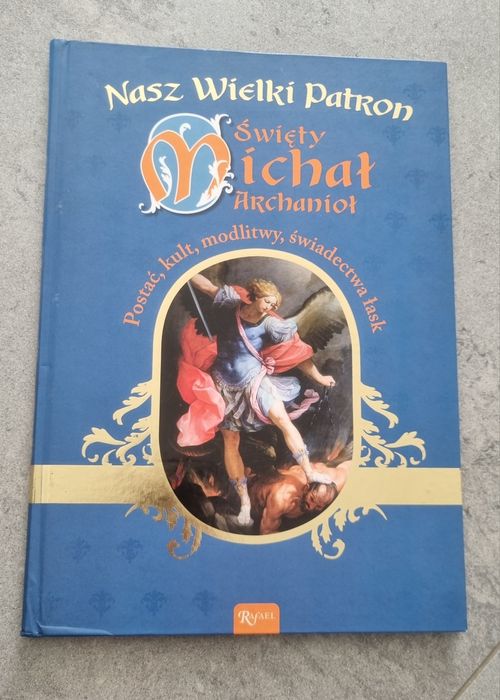 Nasz Wielki Patron
Święty
Michał
Archanioł
Postać, kult, modlitwy, świadectwa łask
Rafael